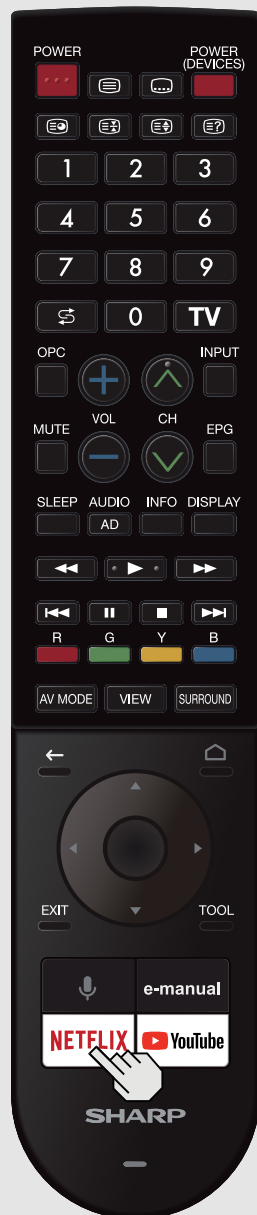 POWER
POWER
(DEVICES)
?
1 2 3
4 5 6
7 8 9
0 TV
OPC INPUT
VOL CH
MUTE EPG
SLEEP AUDIO INFO DISPLAY
AD
R G Y B
AV MODE VIEW SURROUND
EXIT TOOL
e-manual
NETFLIX YouTube
SHARP